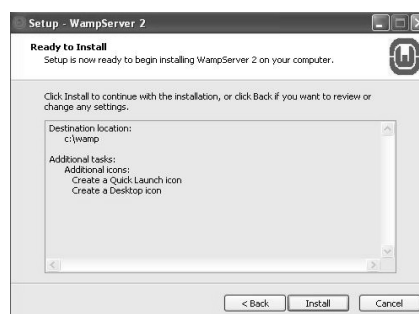 Setup - WampServer 2
Ready to Install
Setup is now ready to begin installing WampServer 2 on your computer.
Click Install to continue with the installation, or click Back if you want to review or
change any settings.
Destination location:
c:\wamp
Additional tasks:
Additional icons:
Create a Quick Launch icon
Create a Desktop icon
< Back
Install
Cancel